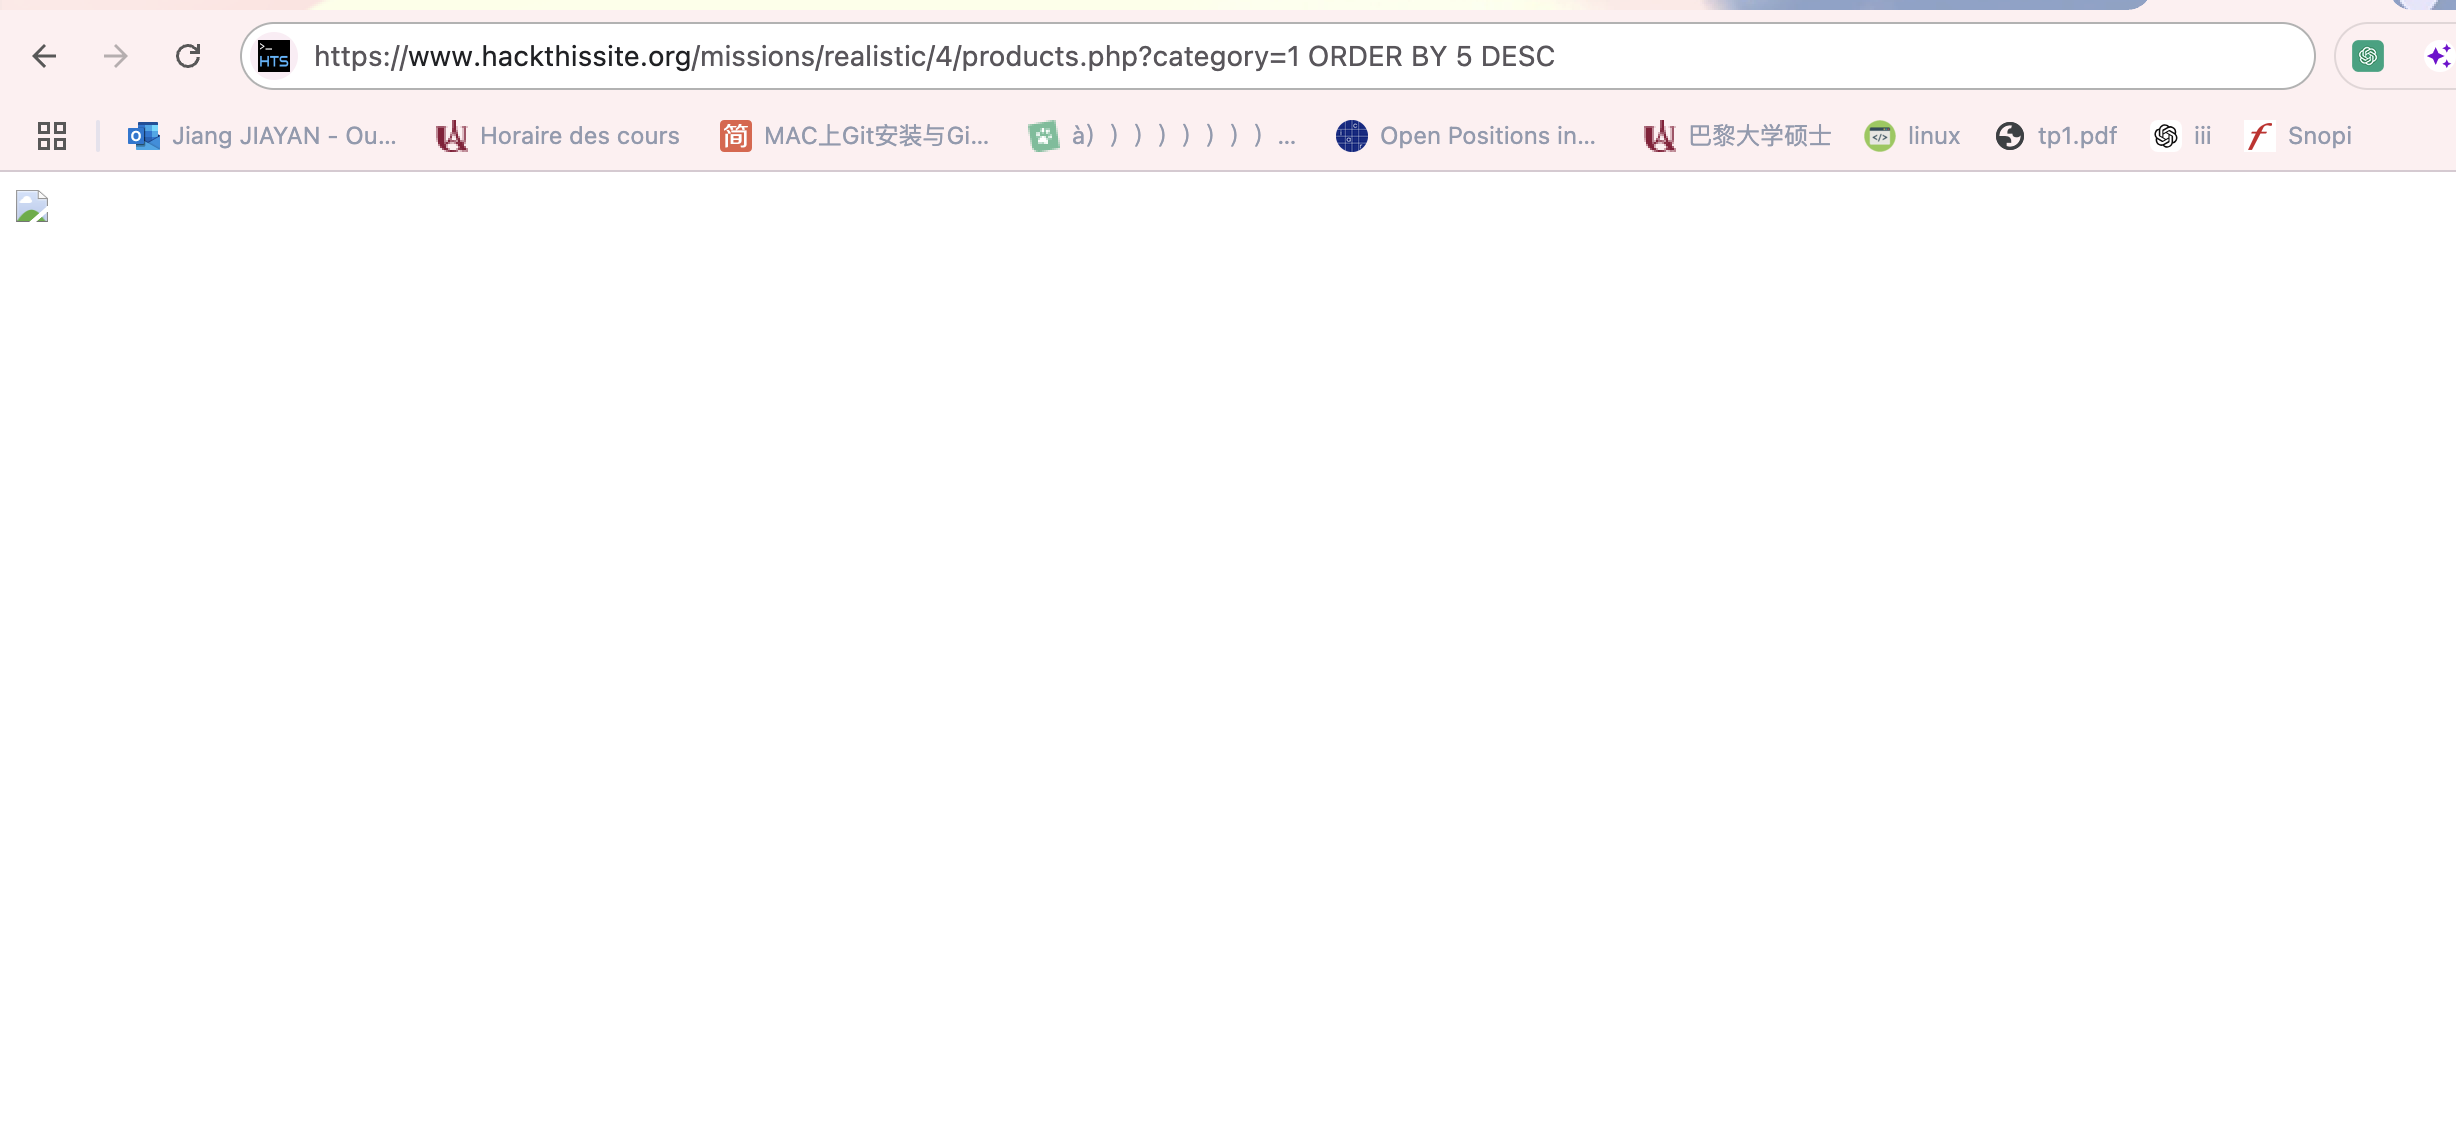 >_
HTS
https://www.hackthissite.org/missions/realistic/4/products.php?category=1 ORDER BY 5 DESC
Jiang JIAYAN - Ou... Horaire des cours 简 MAC上Git安装与Gi... à））））））））... Open Positions in... 巴黎大学硕士 linux tp1.pdf iii Snopi